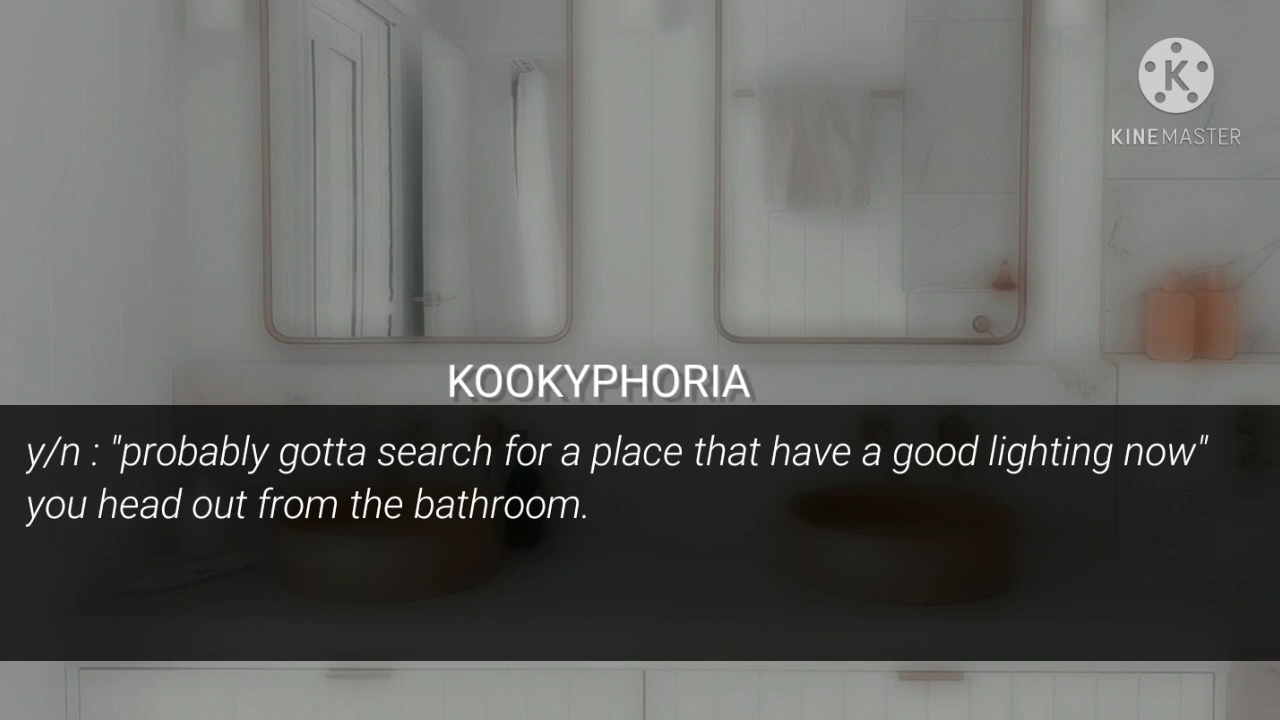 KINEMASTER
KOOKYPHORIA
y/n : "probably gotta search for a place that have a good lighting now"
you head out from the bathroom.